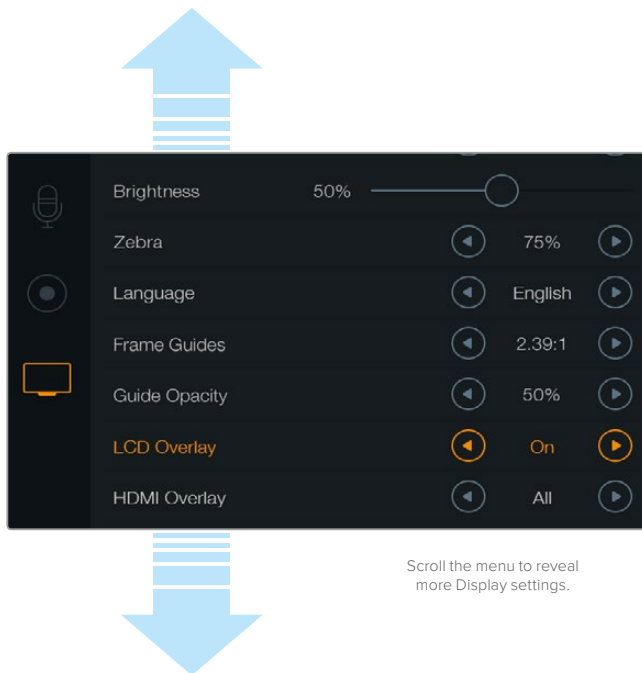 Brightness 50%
Zebra 75%
Language English
Frame Guides 2.39:1
Guide Opacity 50%
LCD Overlay On
HDMI Overlay All
Scroll the menu to reveal
more Display settings.